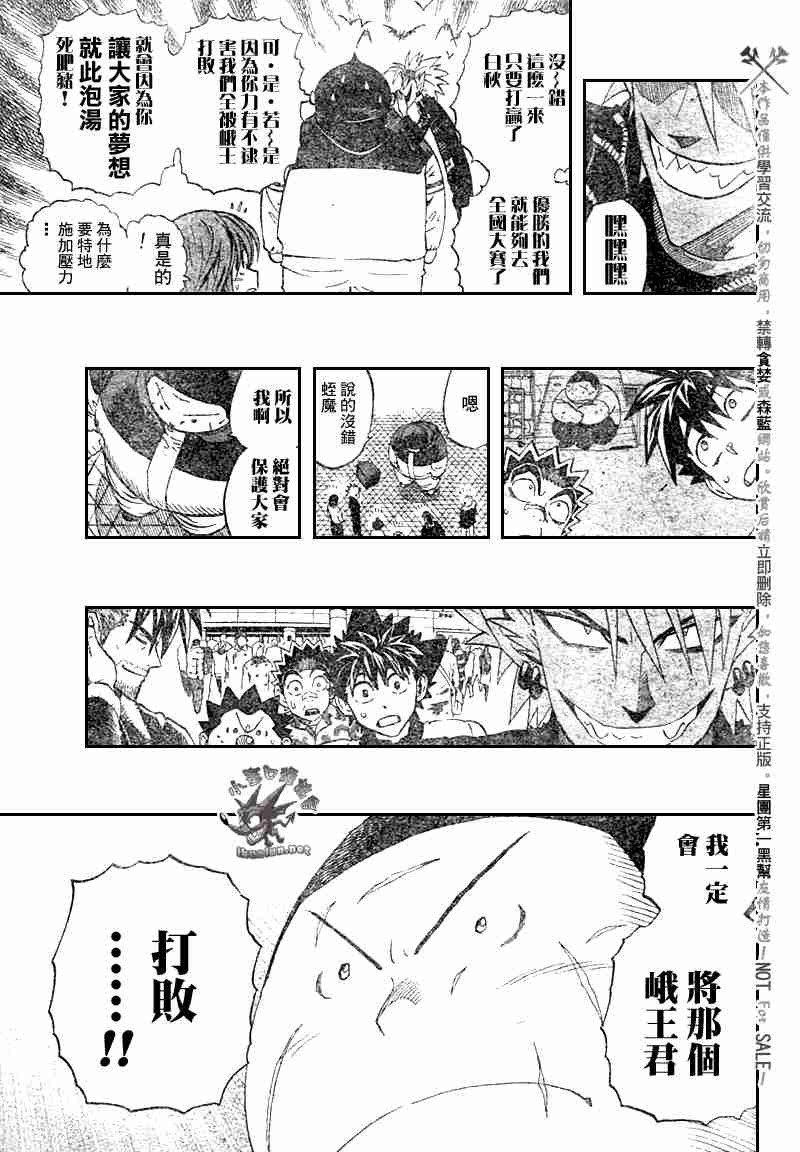 嘿嘿嘿
沒～錯
這麼一來
只要打贏了
白秋
優勝的我們
就能夠去
全國大賽了
可・是・若～是
因為你力有不逮
害我們全被峨王
打敗
就會因為你
讓大家的夢想
就此泡湯
死肥豬！
真是的
！
為什麼
要特地
施加壓力
…
嗯
說的沒錯
蛭魔
所以
我啊
絕對會
保護大家
我一定
會
將那個
峨王君
打敗
……!!
本作品僅供學習交流，切勿商用，禁轉貪婪或森藍網站，欣賞后請立即刪除，如您喜歡，支持正版。星團第一黑幫友情打造！NOT For SALE！